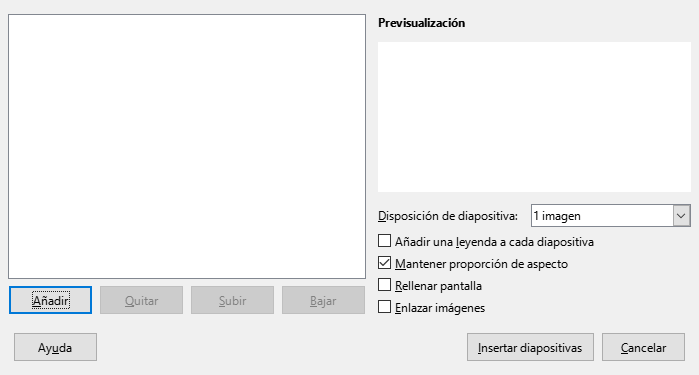 Previsualización
Disposición de diapositiva: 1 imagen
Añadir una leyenda a cada diapositiva
Mantener proporción de aspecto
Rellenar pantalla
Enlazar imágenes
Añadir Quitar Subir Bajar
Ayuda Insertar diapositivas Cancelar